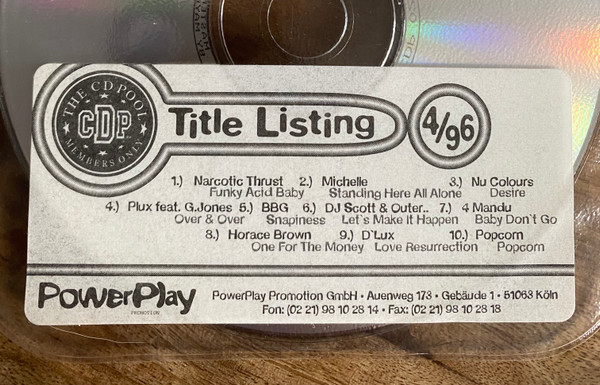 THE CDPOOL
CDP
MEMBERS ONLY
Title Listing
4/96
1.) Narcotic Thrust 2.) Michelle 3.) Nu Colours
Funky Acid Baby Standing Here All Alone Desire
4.) Plux feat. G.Jones 5.) BBG 6.) DJ Scott & Outer.. 7.) 4 Mandu
Over & Over Snapiness Let's Make It Happen Baby Don't Go
8.) Horace Brown 9.) D'Lux 10.) Popcorn
One For The Money Love Resurrection Popcorn
PowerPlay
PROMOTION
PowerPlay Promotion GmbH • Auenweg 173 • Gebäude 1 • 51063 Köln
Fon: (02 21) 98 10 28 14 • Fax: (02 21) 98 10 28 18